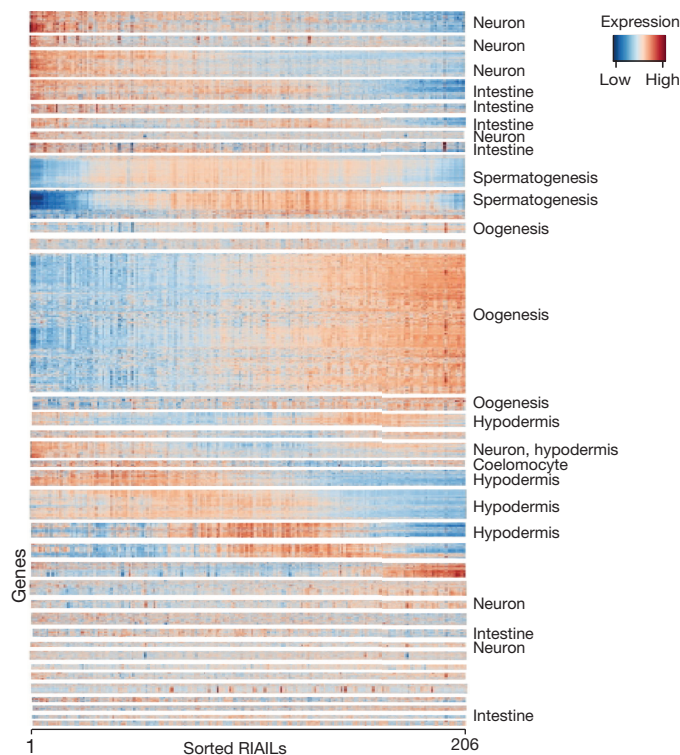 Neuron
Neuron
Neuron
Intestine
Intestine
Intestine
Neuron
Intestine
Spermatogenesis
Spermatogenesis
Oogenesis
Oogenesis
Oogenesis
Hypodermis
Neuron, hypodermis
Coelomocyte
Hypodermis
Hypodermis
Hypodermis
Neuron
Intestine
Neuron
Intestine
Expression
Low High
Genes
1 Sorted RIAILs 206